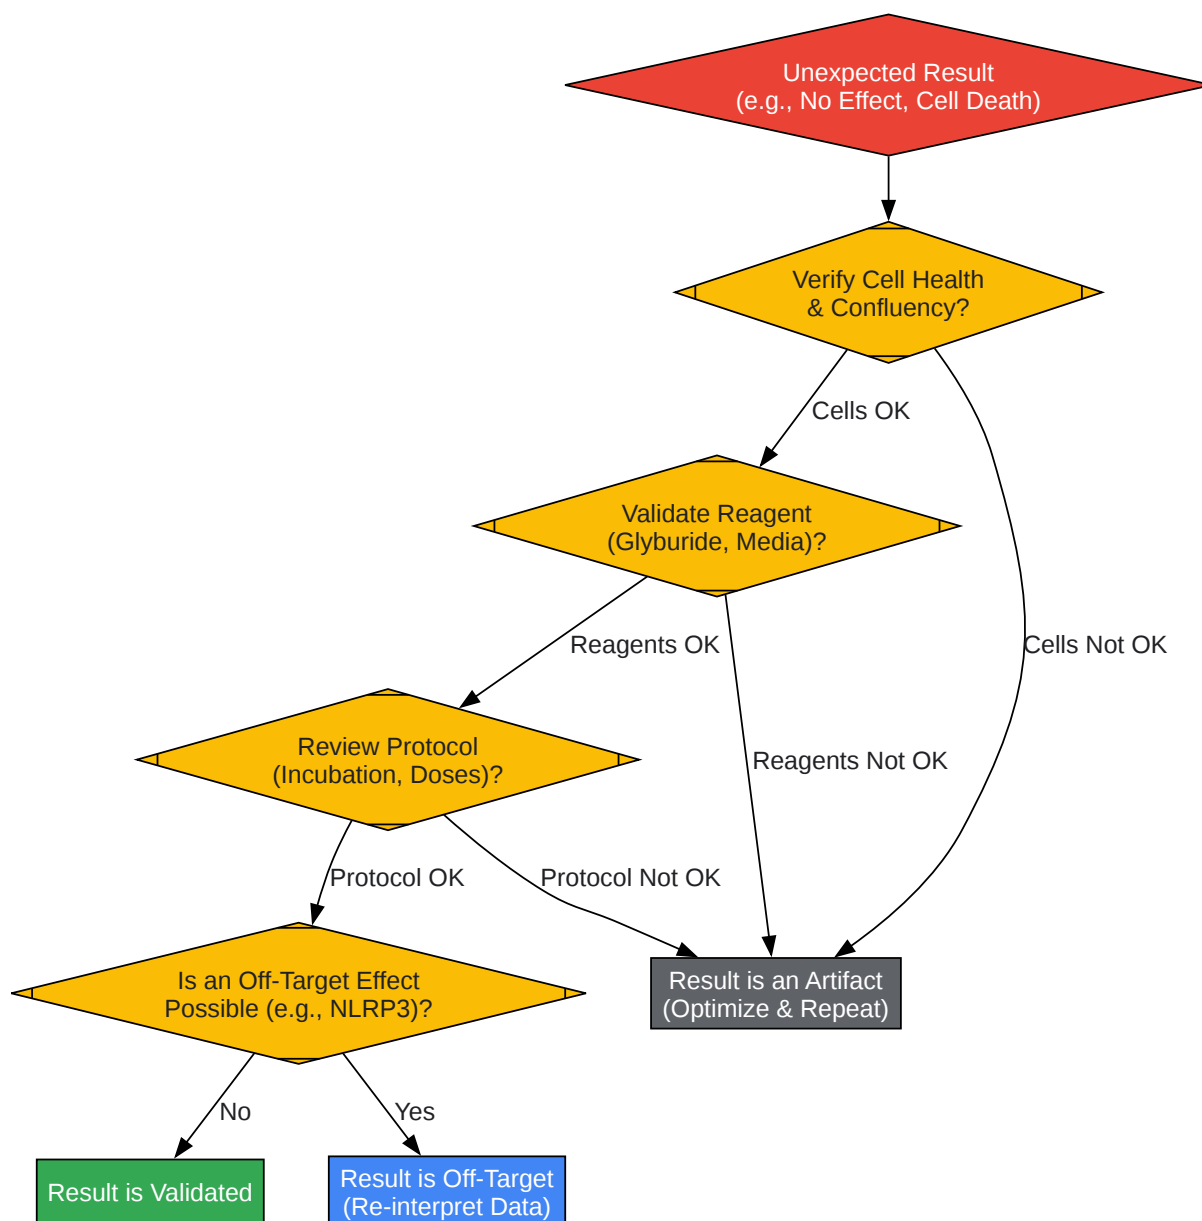 Unexpected Result
(e.g., No Effect, Cell Death)
Verify Cell Health
& Confluency?
Cells OK
Validate Reagent
(Glyburide, Media)?
Reagents OK
Cells Not OK
Review Protocol
(Incubation, Doses)?
Reagents Not OK
Protocol OK
Protocol Not OK
Is an Off-Target Effect
Possible (e.g., NLRP3)?
Result is an Artifact
(Optimize & Repeat)
No
Yes
Result is Validated
Result is Off-Target
(Re-interpret Data)